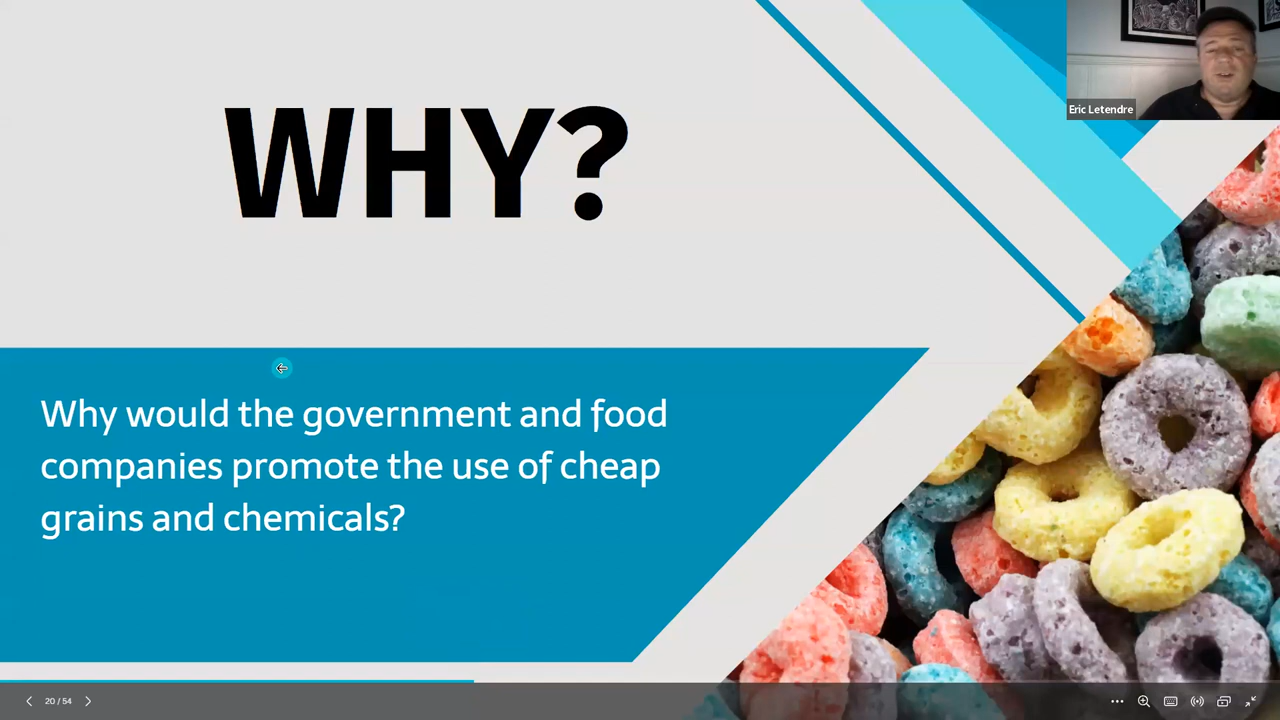 WHY?
Eric Letendre
Why would the government and food
companies promote the use of cheap
grains and chemicals?
20 / 54